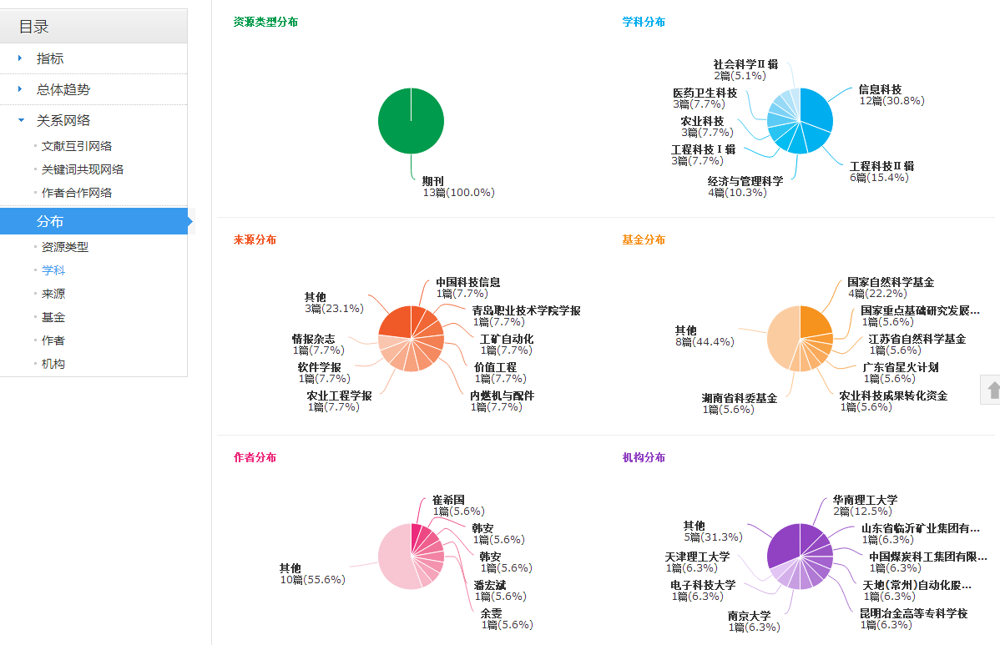 目录
指标
总体趋势
关系网络
文献互引网络
关键词共现网络
作者合作网络
分布
资源类型
学科
来源
基金
作者
机构
资源类型分布
期刊
13篇(100.0%)
学科分布
社会科学Ⅱ辑
2篇(5.1%)
医药卫生科技
3篇(7.7%)
农业科技
3篇(7.7%)
工程科技Ⅰ辑
3篇(7.7%)
经济与管理科学
4篇(10.3%)
信息科技
12篇(30.8%)
工程科技Ⅱ辑
6篇(15.4%)
来源分布
其他
3篇(23.1%)
情报杂志
1篇(7.7%)
软件学报
1篇(7.7%)
农业工程学报
1篇(7.7%)
中国科技信息
1篇(7.7%)
青岛职业技术学院学报
1篇(7.7%)
工矿自动化
1篇(7.7%)
价值工程
1篇(7.7%)
内燃机与配件
1篇(7.7%)
基金分布
其他
8篇(44.4%)
湖南省科委基金
1篇(5.6%)
国家自然科学基金
4篇(22.2%)
国家重点基础研究发展...
1篇(5.6%)
江苏省自然科学基金
1篇(5.6%)
广东省星火计划
1篇(5.6%)
农业科技成果转化资金
1篇(5.6%)
作者分布
其他
10篇(55.6%)
崔希国
1篇(5.6%)
韩安
1篇(5.6%)
韩安
1篇(5.6%)
潘宏斌
1篇(5.6%)
余雯
1篇(5.6%)
机构分布
其他
5篇(31.3%)
天津理工大学
1篇(6.3%)
电子科技大学
1篇(6.3%)
南京大学
1篇(6.3%)
华南理工大学
2篇(12.5%)
山东省临沂矿业集团有...
1篇(6.3%)
中国煤炭科工集团有限...
1篇(6.3%)
天地(常州)自动化股...
1篇(6.3%)
昆明冶金高等专科学校
1篇(6.3%)